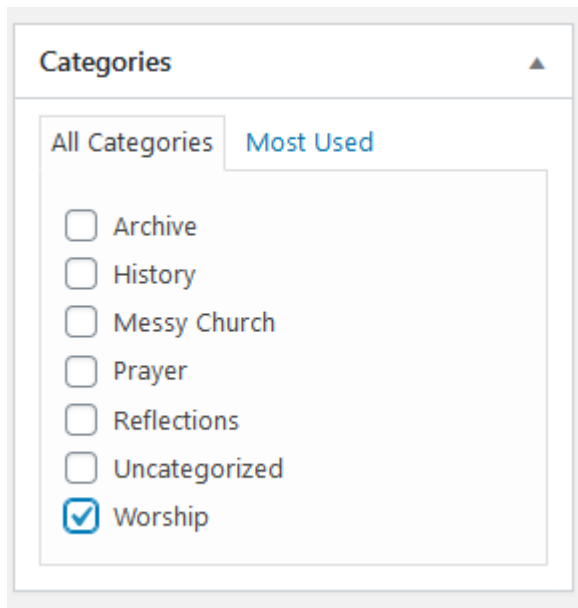 Categories
All Categories Most Used
Archive
History
Messy Church
Prayer
Reflections
Uncategorized
Worship